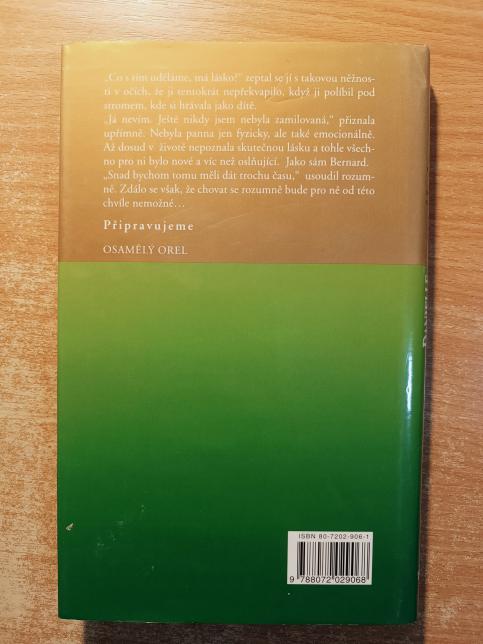 „Co s tím uděláme, má lásko?“ zeptal se jí s takovou něžnos-
ti v očích, že ji tentokrát nepřekvapilo, když ji políbil pod
stromem, kde si hrávala jako dítě.
„Já nevím. Ještě nikdy jsem nebyla zamilovaná,“ přiznala
upřímně. Nebyla panna jen fyzicky, ale také emocionálně.
Až dosud v životě nepoznala skutečnou lásku a tohle všech-
no pro ni bylo nové a víc než oslňující. Jako sám Bernard.
„Snad bychom tomu měli dát trochu času,“ usoudil rozum-
ně. Zdálo se však, že chovat se rozumně bude pro ně od této
chvíle nemožné…
Připravujeme
OSAMĚLÝ OREL
ISBN 80-7202-906-1
9 788072 029068